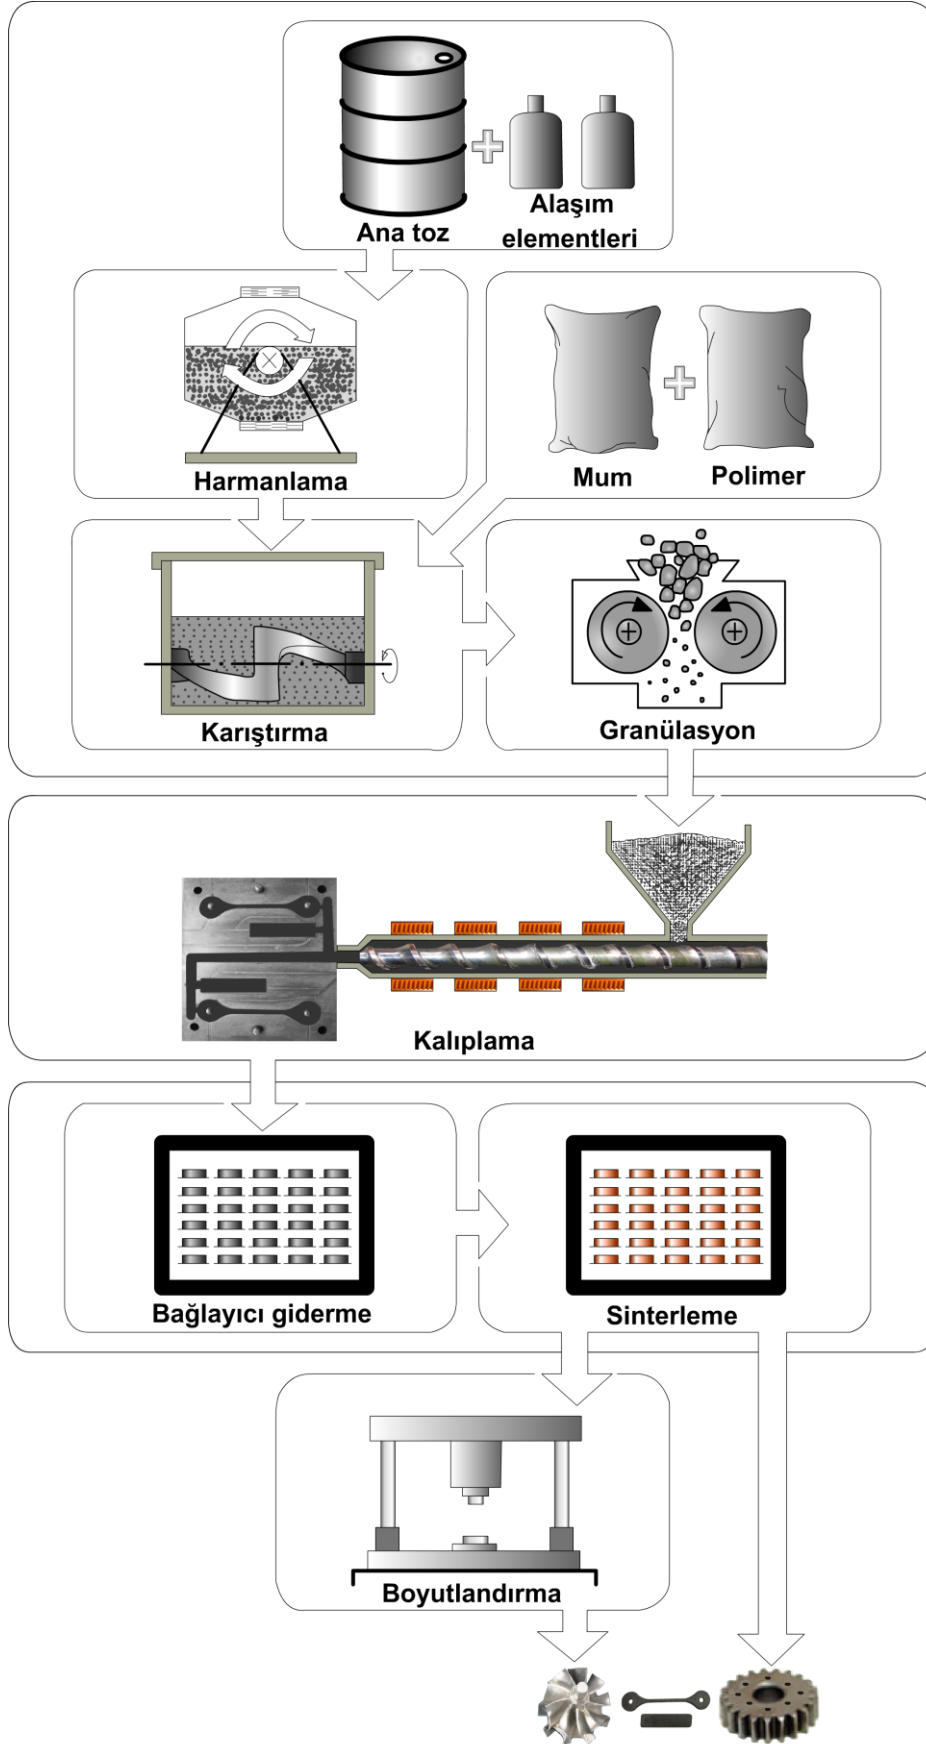 Ana toz
Alaşım
elementleri
Harmanlama
Mum
Polimer
Karıştırma
Granülasyon
Kalıplama
Bağlayıcı giderme
Sinterleme
Boyutlandırma